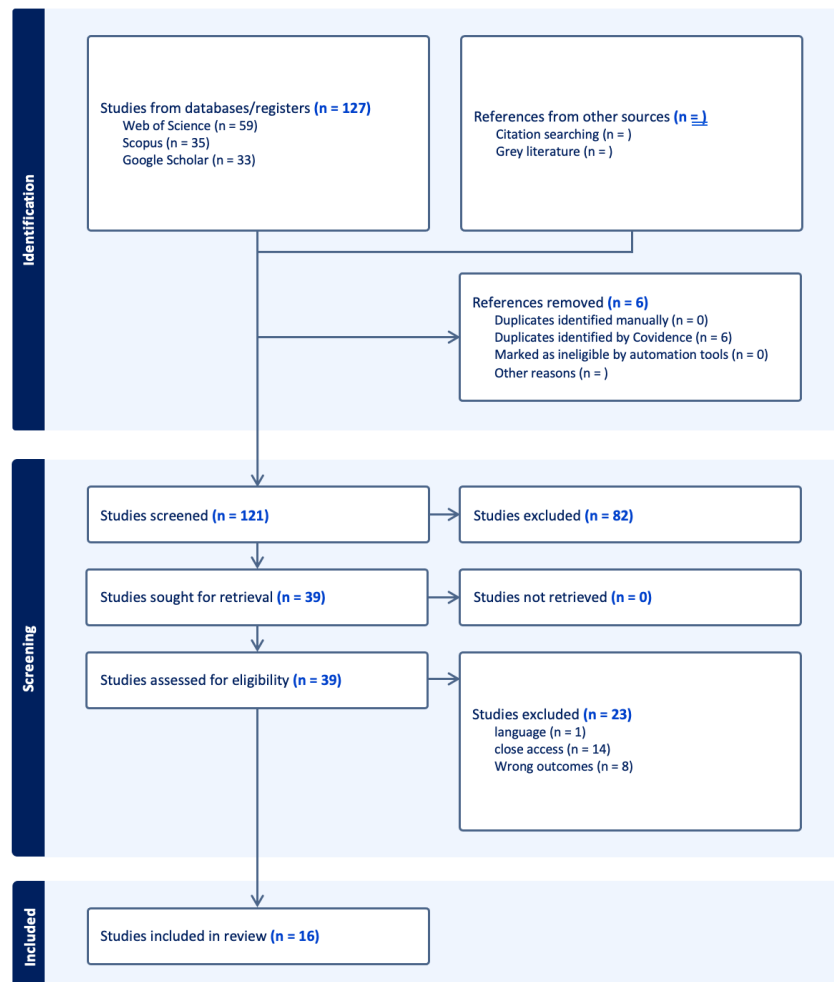 Identification
Studies from databases/registers (n = 127)
Web of Science (n = 59)
Scopus (n = 35)
Google Scholar (n = 33)
References from other sources (n = )
Citation searching (n = )
Grey literature (n = )
References removed (n = 6)
Duplicates identified manually (n = 0)
Duplicates identified by Covidence (n = 6)
Marked as ineligible by automation tools (n = 0)
Other reasons (n = )
Screening
Studies screened (n = 121)
Studies excluded (n = 82)
Studies sought for retrieval (n = 39)
Studies not retrieved (n = 0)
Studies assessed for eligibility (n = 39)
Studies excluded (n = 23)
language (n = 1)
close access (n = 14)
Wrong outcomes (n = 8)
Included
Studies included in review (n = 16)